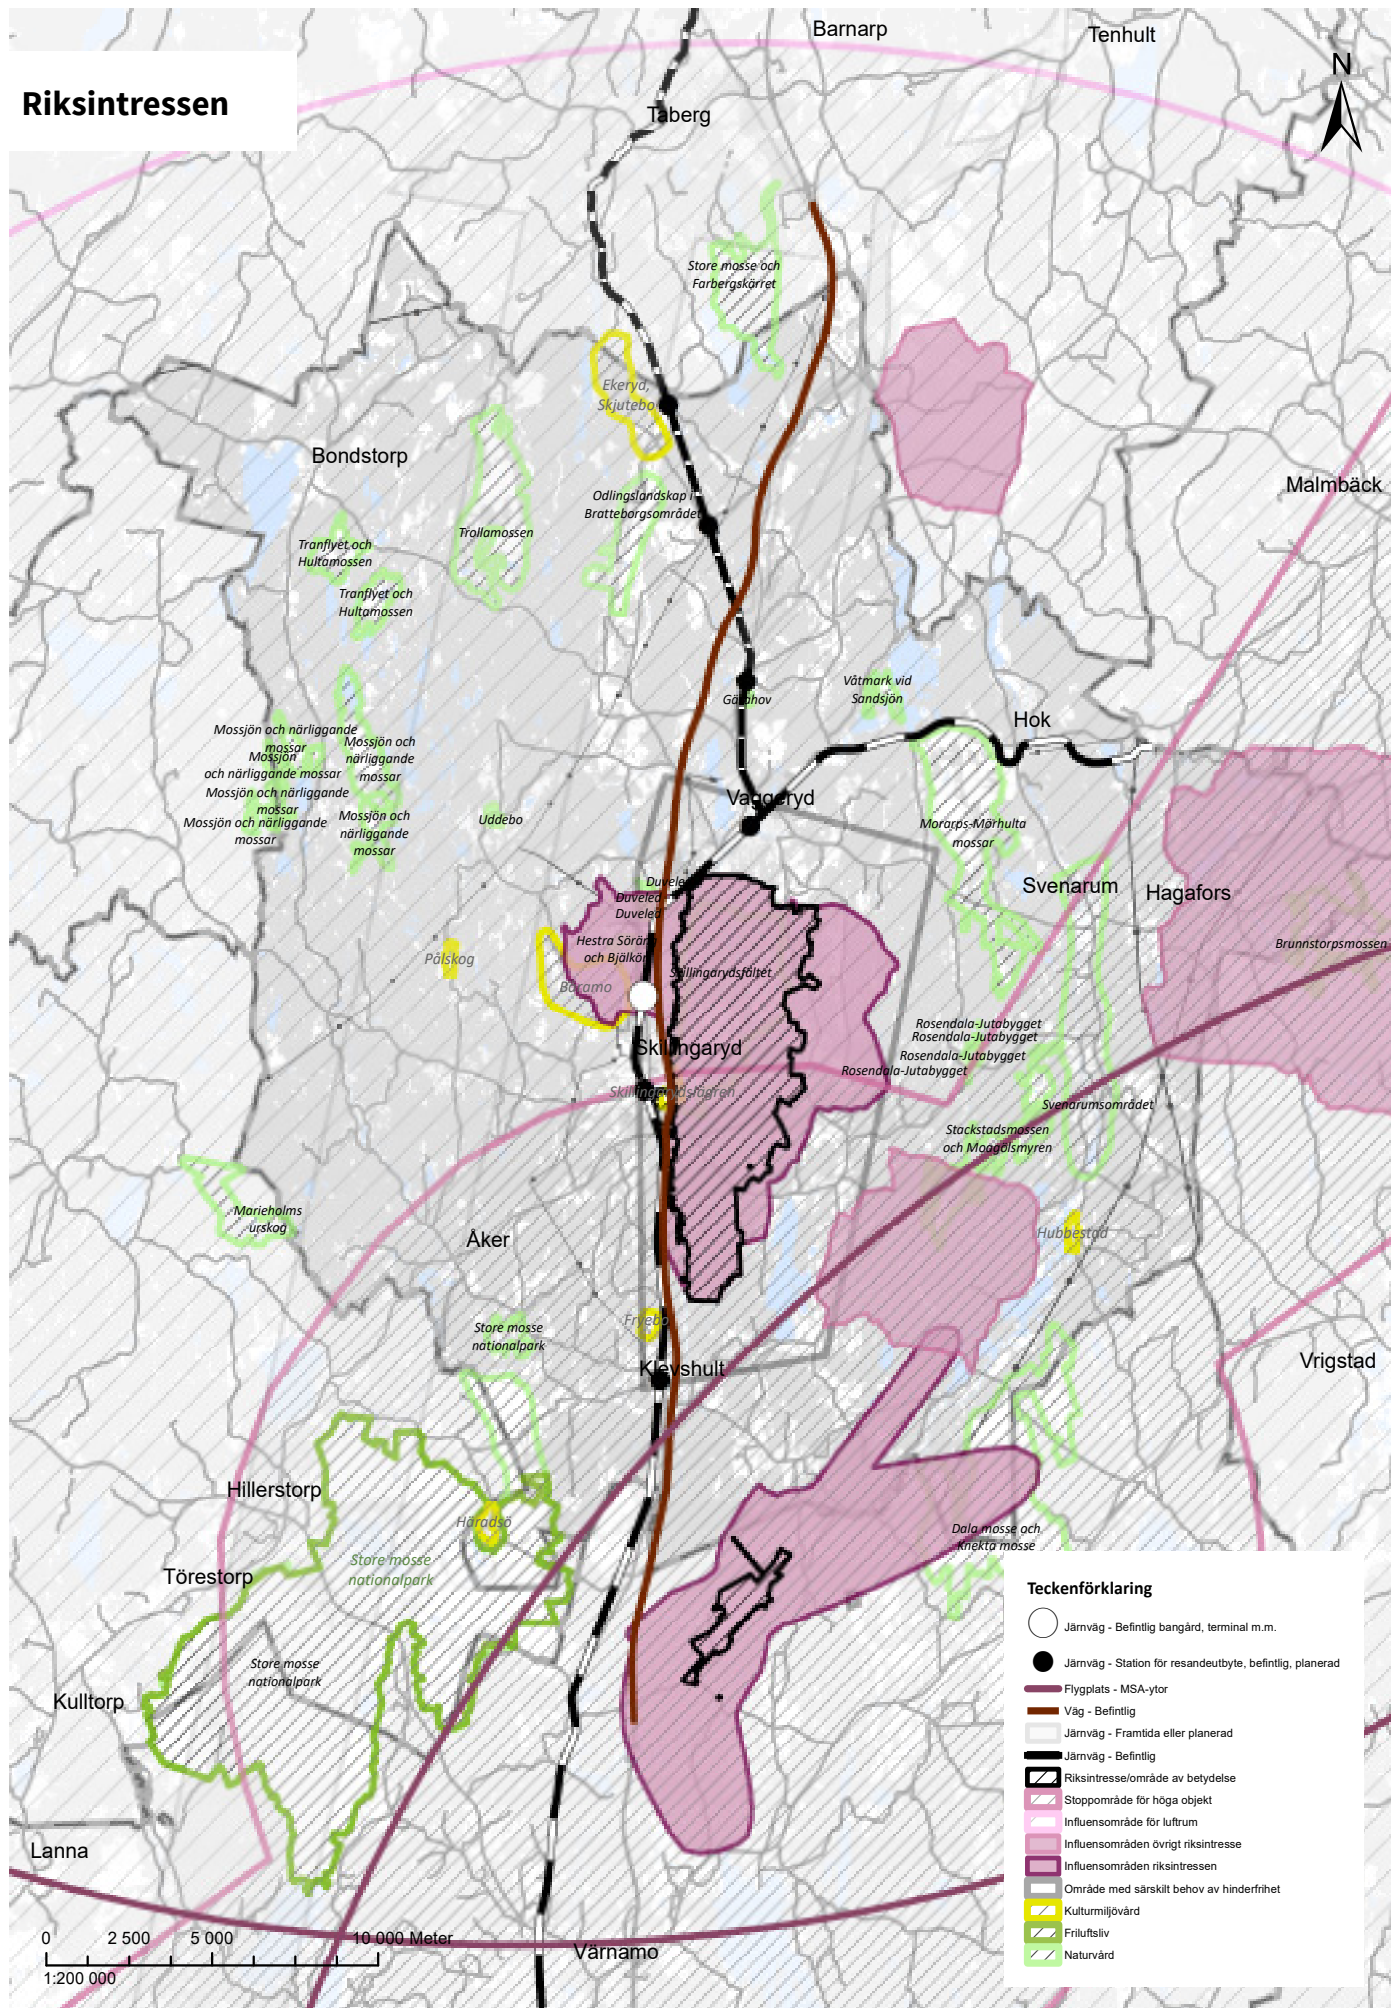 Riksintressen
Barnarp
Tenhult
N
Taberg
Store mosse och
Farbergskärret
Ekeryd,
Skjutebo
Bondstorp
Malmbäck
Odlingslandskap i
Bratteborgsområdet
Trollamossen
Tranflyet och
Hultamossen
Tranflyet och
Hultamossen
Våtmark vid
Sandsjön
Hok
Mossjön och närliggande
mossar
Mossjön
och närliggande mossar
Mossjön och närliggande
mossar
Mossjön och närliggande
mossar
Mossjön och
närliggande
mossar
Mossjön och
närliggande
mossar
Vaggeryd
Uddebo
Morarps-Mörhulta
mossar
Svenarum
Hagafors
Duveled
Duveled
Duveled
Brunnstorpsmossen
Pålskog
Hestra Sörån
och Bjälkön
Skillingarydsfältet
Båramo
Rosendala-Jutabygget
Rosendala-Jutabygget
Rosendala-Jutabygget
Rosendala-Jutabygget
Skillingaryd
Skillingarydslägren
Svenarumsområdet
Stackstadsmossen
och Moagölsmyren
Marieholms
urskog
Åker
Hubbestad
Store mosse
nationalpark
Fryebo
Klevshult
Vrigstad
Hillerstorp
Häradsö
Store mosse
nationalpark
Törestorp
Dala mosse och
Knekta mosse
Store mosse
nationalpark
Kulltorp
Lanna
Värnamo
0
2 500
5 000
10 000 Meter
1:200 000
Teckenförklaring
Järnväg - Befintlig bangård, terminal m.m.
Järnväg - Station för resandeutbyte, befintlig, planerad
Flygplats - MSA-ytor
Väg - Befintlig
Järnväg - Framtida eller planerad
Järnväg - Befintlig
Riksintresse/område av betydelse
Stoppområde för höga objekt
Influensområde för luftrum
Influensområden övrigt riksintresse
Influensområden riksintressen
Område med särskilt behov av hinderfrihet
Kulturmiljövård
Friluftsliv
Naturvård